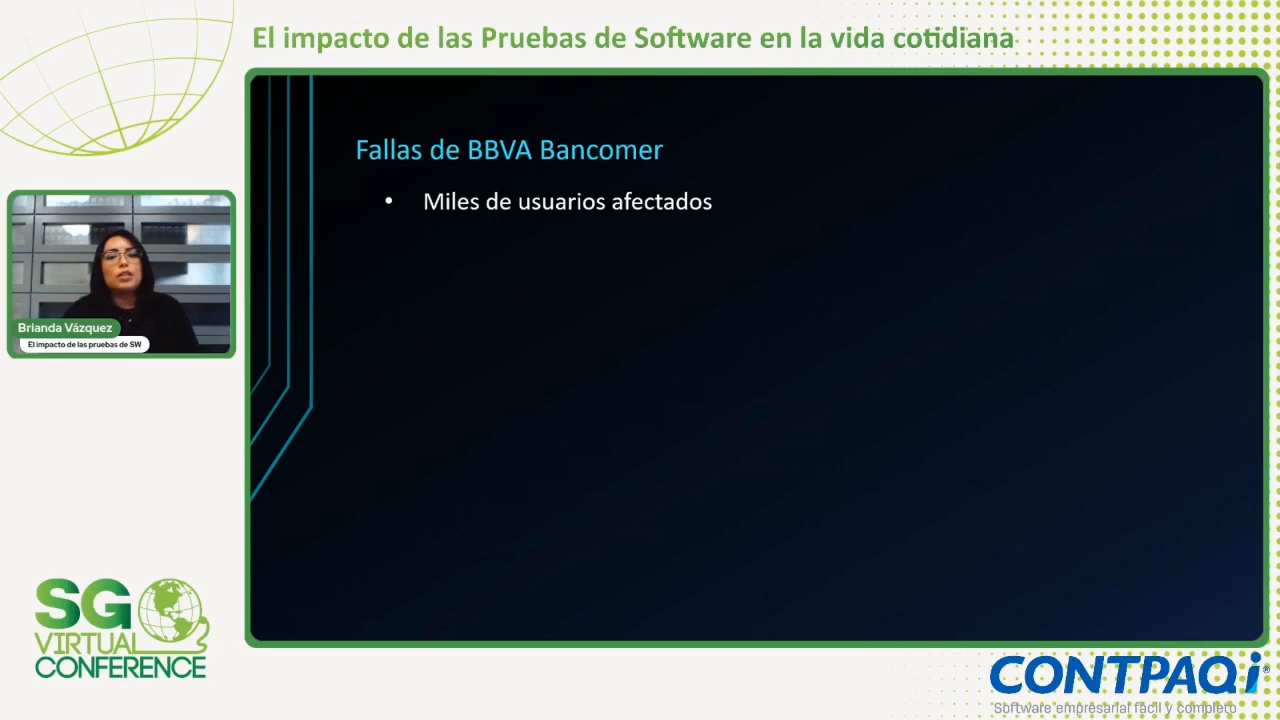 El impacto de las Pruebas de Software en la vida cotidiana
Fallas de BBVA Bancomer
• Miles de usuarios afectados
Brianda Vázquez
El impacto de las pruebas de SW
SG
VIRTUAL
CONFERENCE
CONTPAQi®
Software empresarial fácil y completo